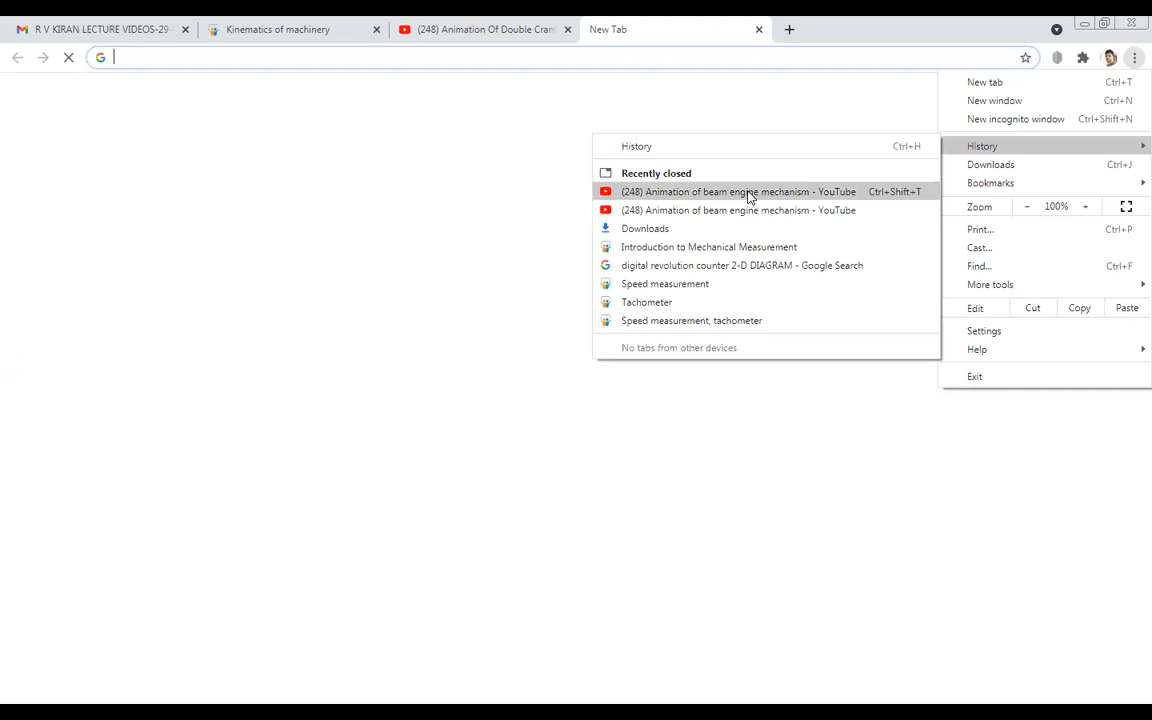 R V KIRAN LECTURE VIDEOS-29-
Kinematics of machinery
(248) Animation Of Double Cran
New Tab
New tab Ctrl+T
New window Ctrl+N
New incognito window Ctrl+Shift+N
History
Downloads Ctrl+J
Bookmarks
Zoom - 100% +
Print... Ctrl+P
Cast...
Find... Ctrl+F
More tools
Edit Cut Copy Paste
Settings
Help
Exit
History Ctrl+H
Recently closed
(248) Animation of beam engine mechanism - YouTube Ctrl+Shift+T
(248) Animation of beam engine mechanism - YouTube
Downloads
Introduction to Mechanical Measurement
digital revolution counter 2-D DIAGRAM - Google Search
Speed measurement
Tachometer
Speed measurement, tachometer
No tabs from other devices